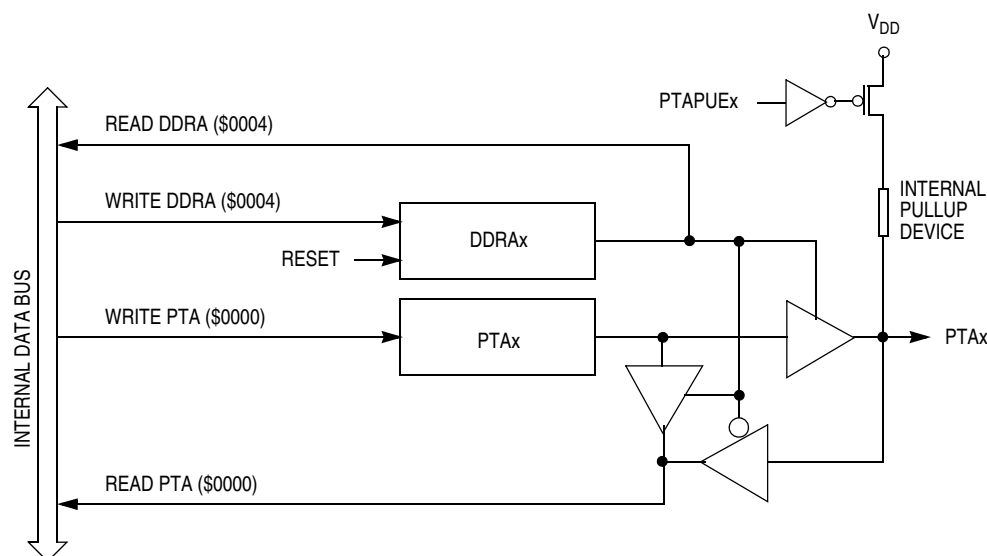 VDD
PTAPUEx
READ DDRA ($0004)
WRITE DDRA ($0004)
INTERNAL
PULLUP
DEVICE
DDRAx
RESET
INTERNAL DATA BUS
WRITE PTA ($0000)
PTAx
PTAx
READ PTA ($0000)